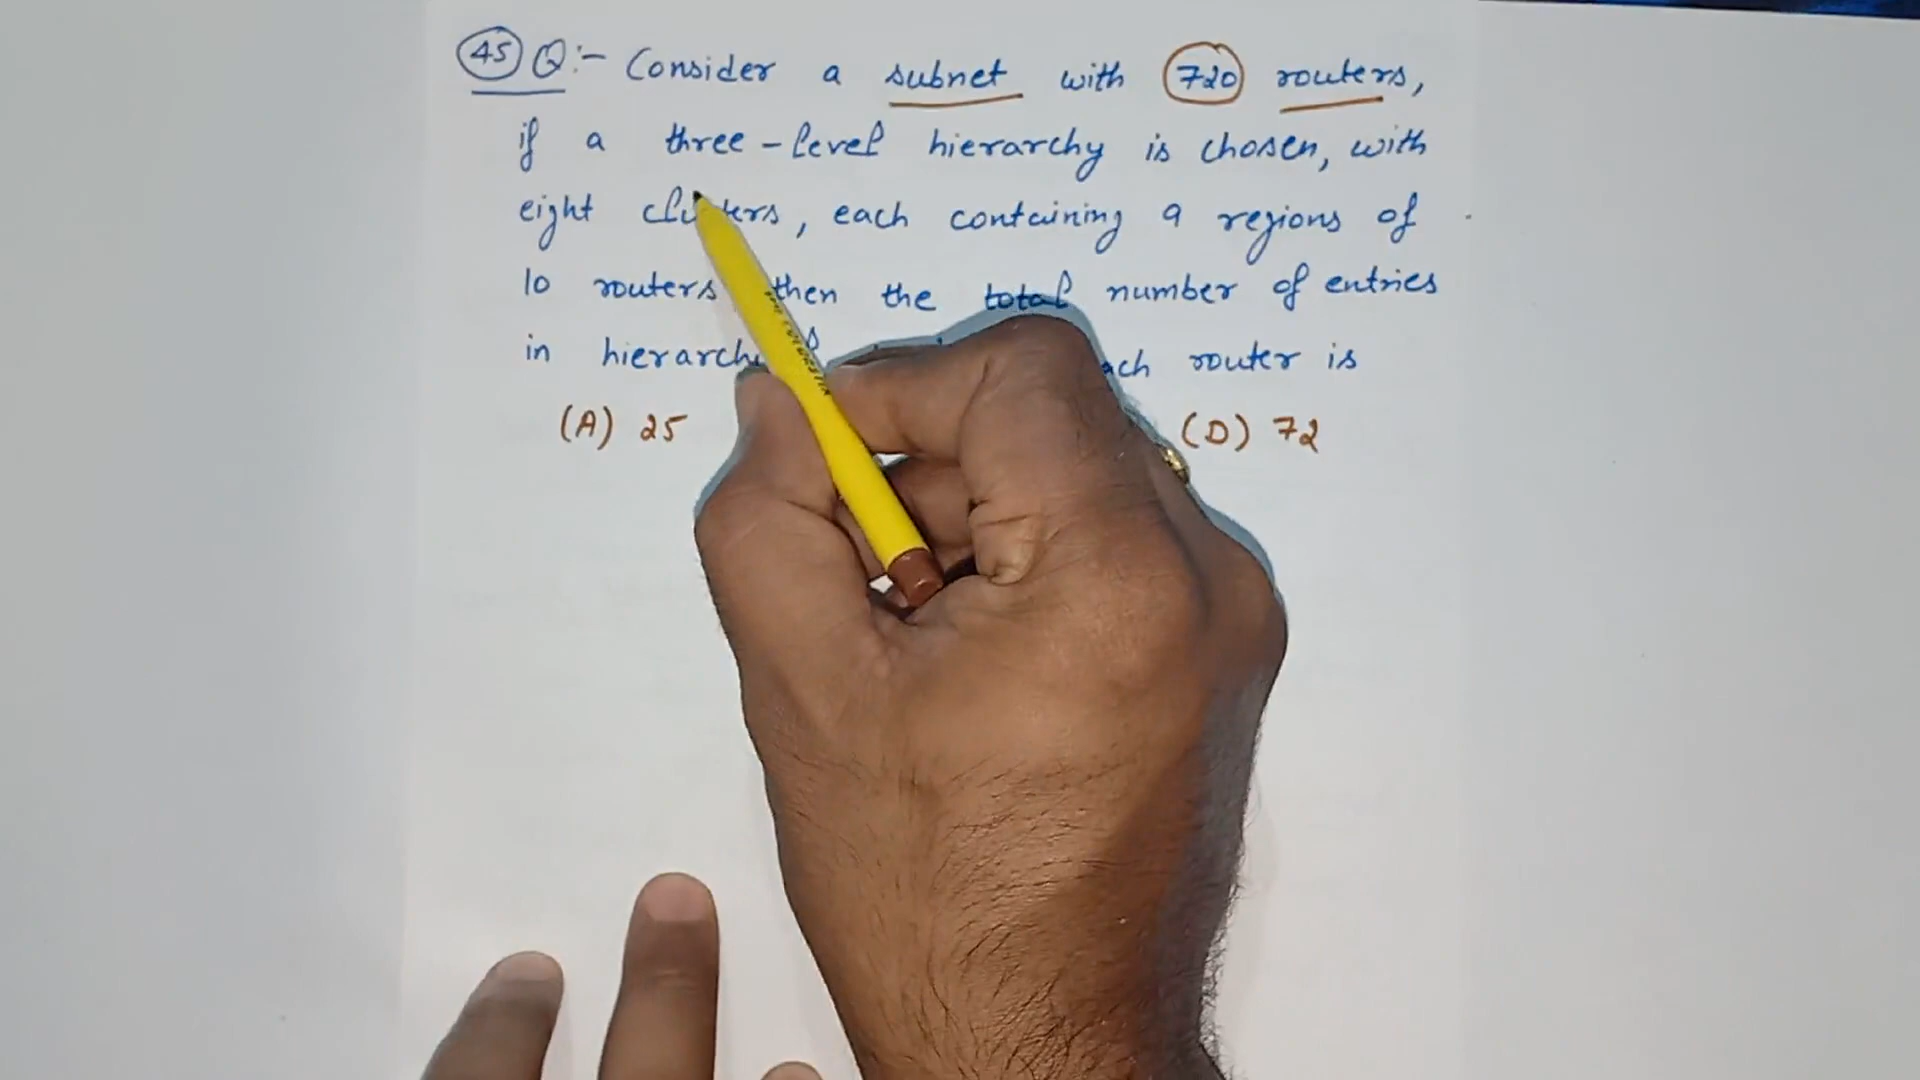 45 Q:- Consider a subnet with 720 routers,
if a three-level hierarchy is chosen, with
eight clusters, each containing 9 regions of
10 routers, then the total number of entries
in each router is
(A) 25 (D) 72